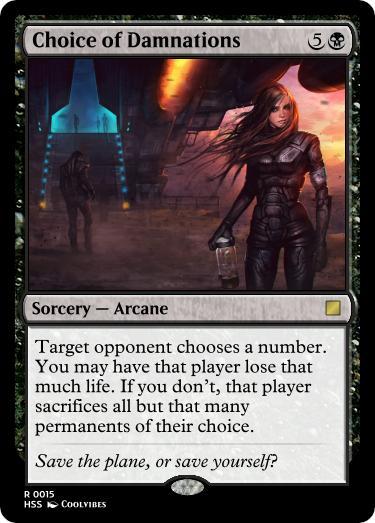 Choice of Damnations 5
Sorcery — Arcane
Target opponent chooses a number.
You may have that player lose that
much life. If you don't, that player
sacrifices all but that many
permanents of their choice.
Save the plane, or save yourself?
R 0015
HSS Coolvibes